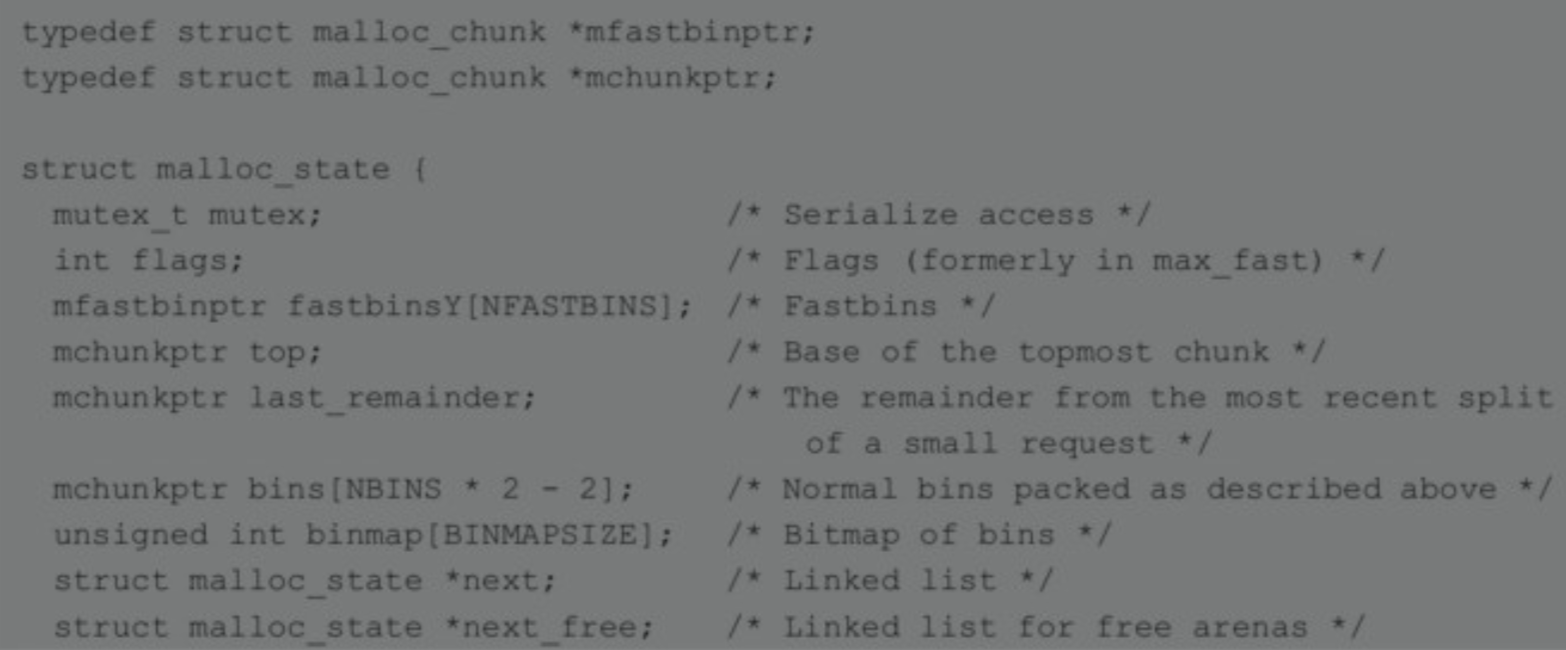 typedef struct malloc_chunk *mfastbinptr;
typedef struct malloc_chunk *mchunkptr;
struct malloc_state {
mutex_t mutex; /* Serialize access */
int flags; /* Flags (formerly in max_fast) */
mfastbinptr fastbinsY[NFASTBINS]; /* Fastbins */
mchunkptr top; /* Base of the topmost chunk */
mchunkptr last_remainder; /* The remainder from the most recent split
of a small request */
mchunkptr bins[NBINS * 2 - 2]; /* Normal bins packed as described above */
unsigned int binmap[BINMAPSIZE]; /* Bitmap of bins */
struct malloc_state *next; /* Linked list */
struct malloc_state *next_free; /* Linked list for free arenas */